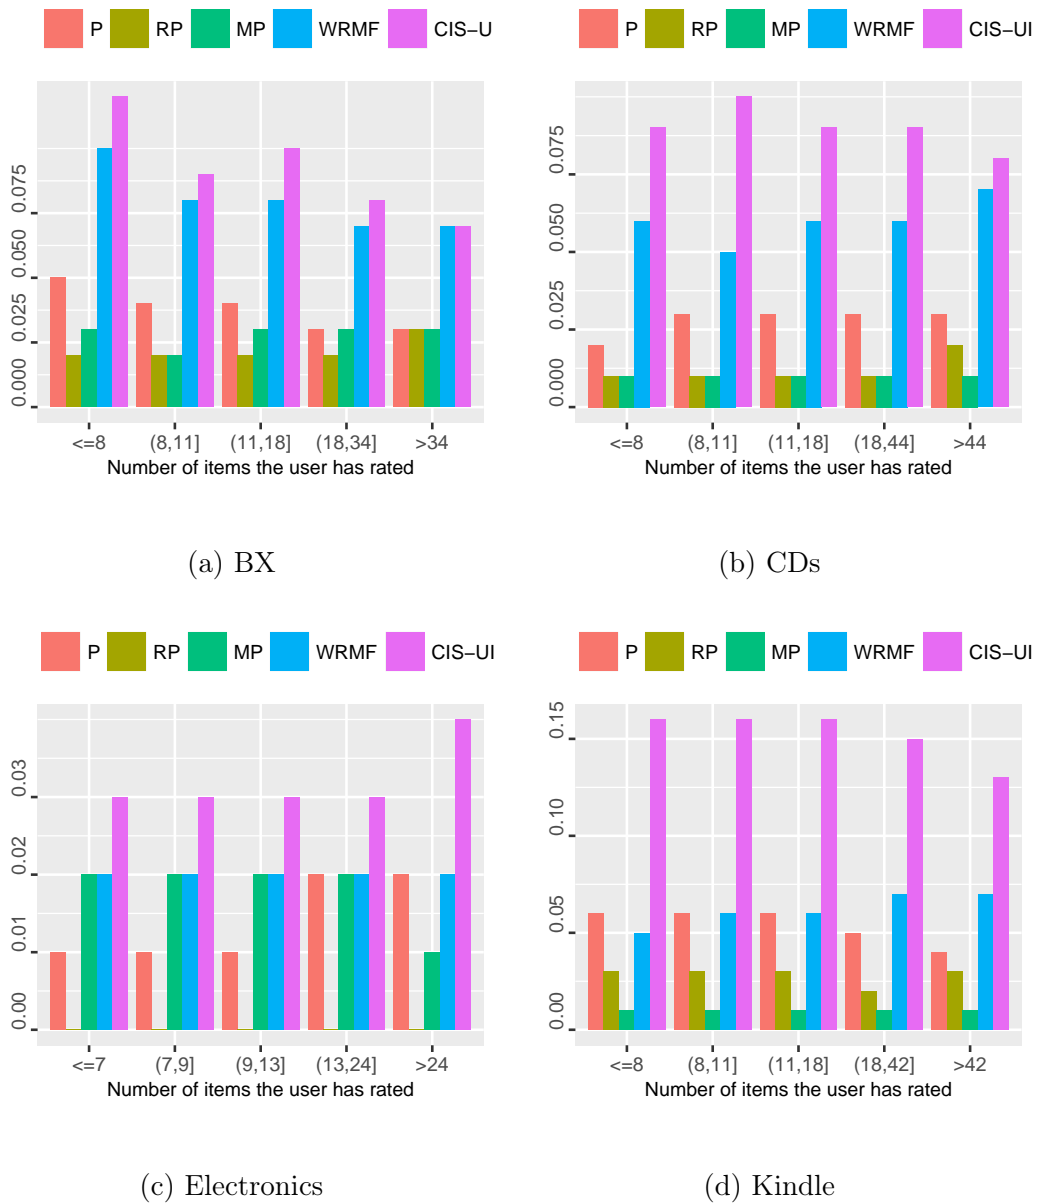 P RP MP WRMF CIS−U
0.075
0.050
0.025
0.000
<=8 (8,11] (11,18] (18,34] >34
Number of items the user has rated
(a) BX
P RP MP WRMF CIS−UI
0.075
0.050
0.025
0.000
<=8 (8,11] (11,18] (18,44] >44
Number of items the user has rated
(b) CDs
P RP MP WRMF CIS−UI
0.03
0.02
0.01
0.00
<=7 (7,9] (9,13] (13,24] >24
Number of items the user has rated
(c) Electronics
P RP MP WRMF CIS−UI
0.15
0.10
0.05
0.00
<=8 (8,11] (11,18] (18,42] >42
Number of items the user has rated
(d) Kindle